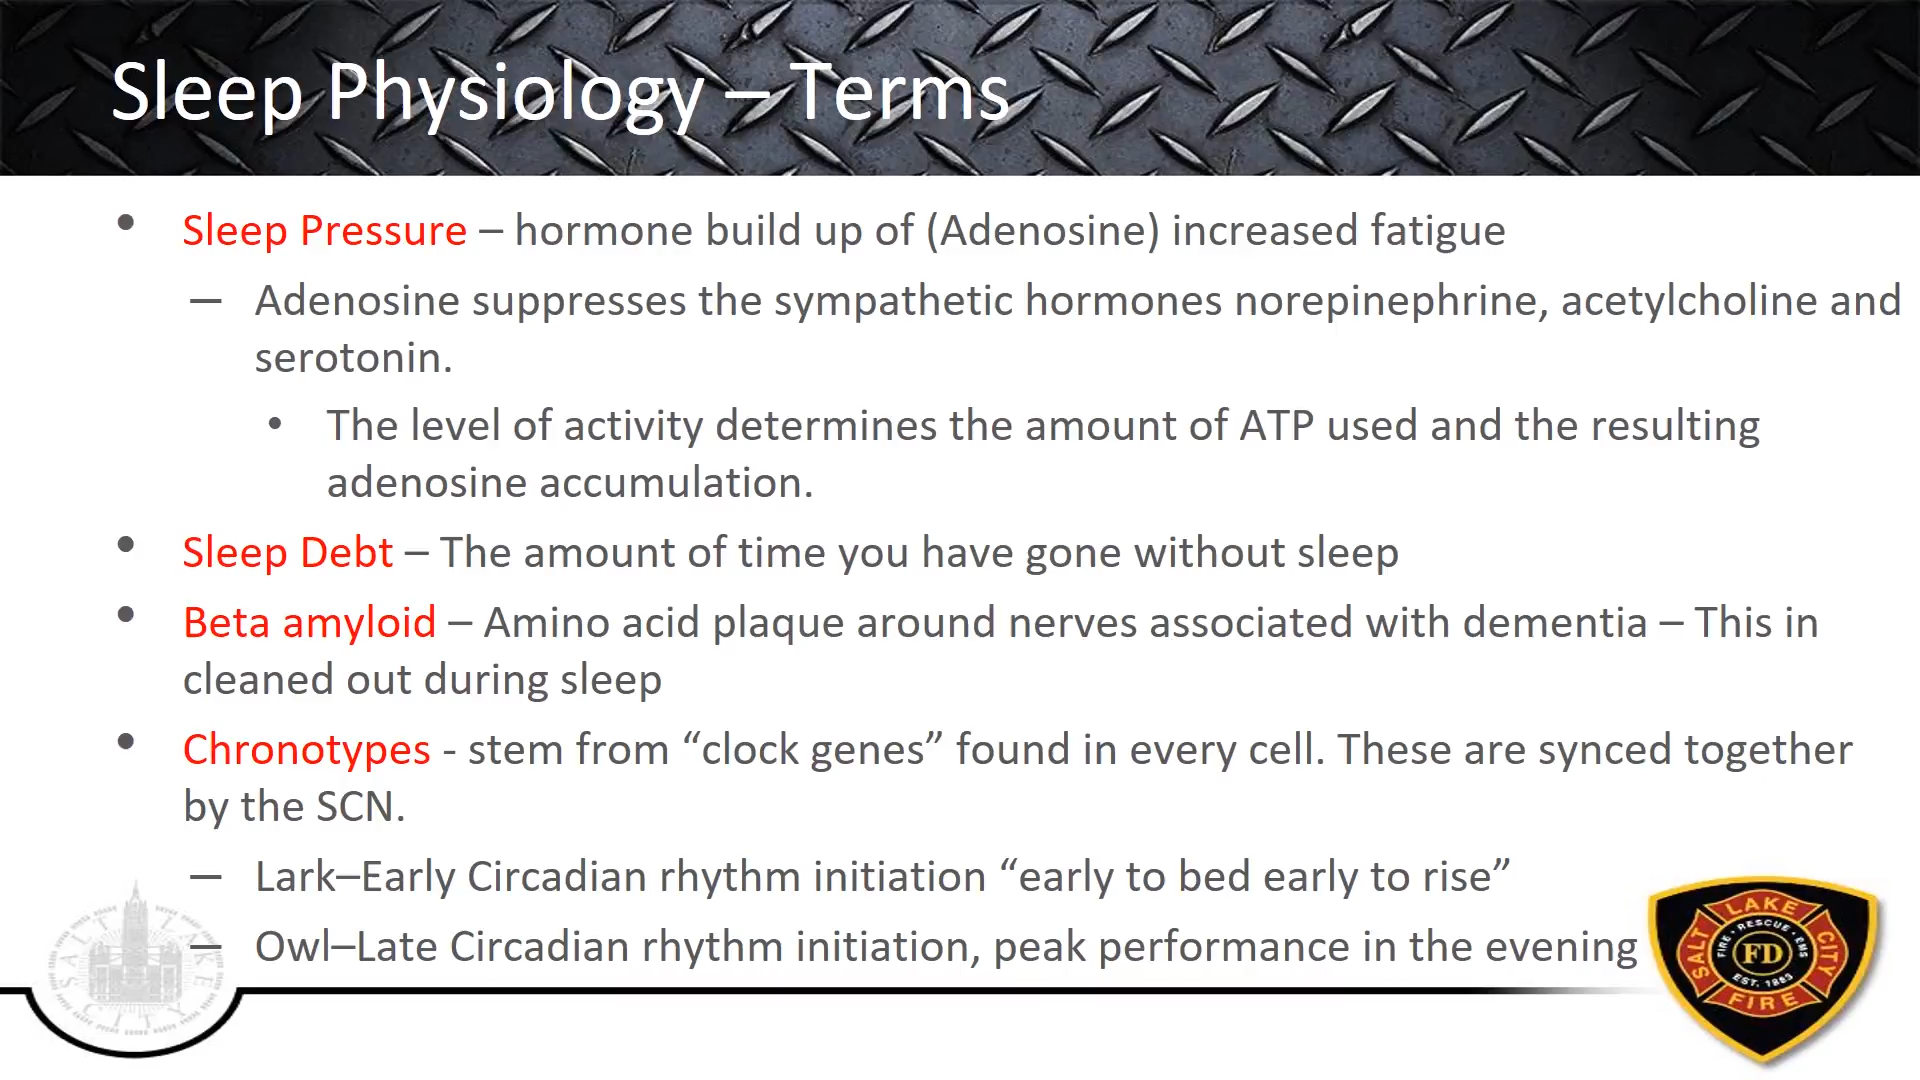 Sleep Physiology – Terms
• Sleep Pressure – hormone build up of (Adenosine) increased fatigue
— Adenosine suppresses the sympathetic hormones norepinephrine, acetylcholine and
serotonin.
• The level of activity determines the amount of ATP used and the resulting
adenosine accumulation.
• Sleep Debt – The amount of time you have gone without sleep
• Beta amyloid – Amino acid plaque around nerves associated with dementia – This in
cleaned out during sleep
• Chronotypes - stem from “clock genes” found in every cell. These are synced together
by the SCN.
— Lark–Early Circadian rhythm initiation “early to bed early to rise”
— Owl–Late Circadian rhythm initiation, peak performance in the evening
SALT LAKE CITY
SALT LAKE CITY FIRE
FIRE • RESCUE • EMS
FD
EST. 1883